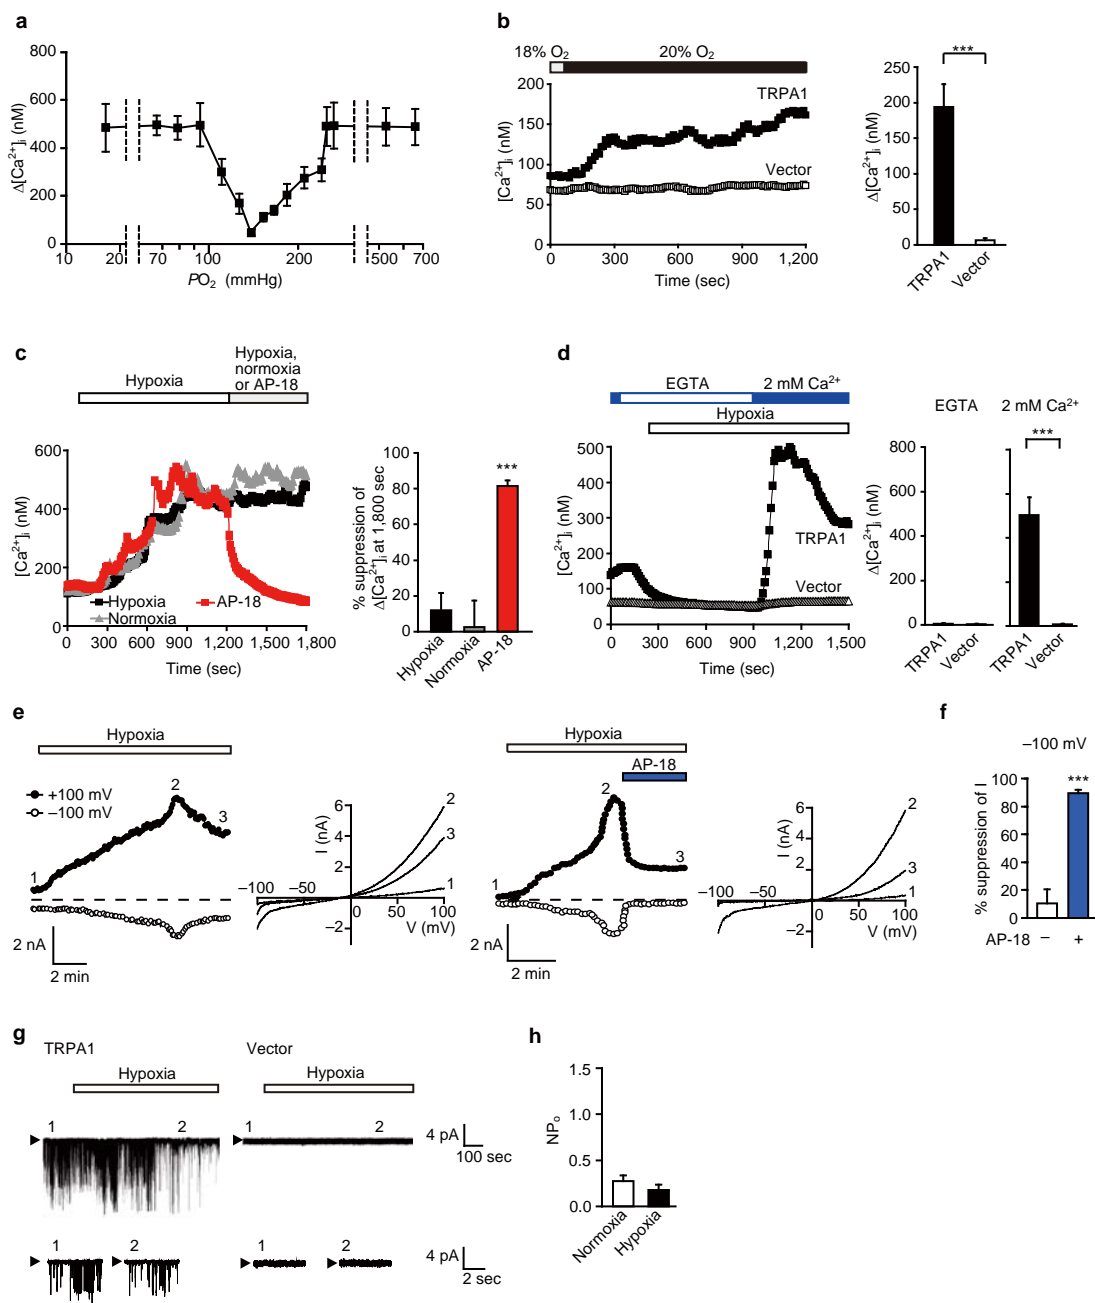 a
800
600
400
200
0
Δ[Ca²⁺]i (nM)
10 20 70 100 200 500 700
PO₂ (mmHg)
b
18% O₂ 20% O₂
200
150
100
50
0
[Ca²⁺]i (nM)
TRPA1
Vector
0 300 600 900 1,200
Time (sec)
***
250
200
150
100
50
0
Δ[Ca²⁺]i (nM)
TRPA1
Vector
c
Hypoxia
Hypoxia,
normoxia
or AP-18
600
400
200
0
[Ca²⁺]i (nM)
Hypoxia
AP-18
Normoxia
0 300 600 900 1,200 1,500 1,800
Time (sec)
100
80
60
40
20
0
% suppression of
Δ[Ca²⁺]i at 1,800 sec
***
Hypoxia
Normoxia
AP-18
d
EGTA 2 mM Ca²⁺
Hypoxia
500
400
300
200
150
100
50
0
[Ca²⁺]i (nM)
TRPA1
Vector
0 300 600 900 1,200 1,500
Time (sec)
EGTA 2 mM Ca²⁺
***
800
600
400
200
0
Δ[Ca²⁺]i (nM)
TRPA1
Vector
TRPA1
Vector
e
Hypoxia
+100 mV
–100 mV
1
2
3
2 nA
2 min
6
4
2
–2
I (nA)
–100 –50
0 50 100
V (mV)
2
3
1
Hypoxia
AP-18
1
2
3
2 nA
2 min
6
4
2
–2
I (nA)
–100 –50
0 50 100
V (mV)
2
3
1
f
–100 mV
***
100
80
60
40
20
0
% suppression of I
AP-18 – +
g
TRPA1 Vector
Hypoxia Hypoxia
1 2 1 2
4 pA
100 sec
1 2 1 2
4 pA
2 sec
h
1.5
1.0
0.5
0.0
NPo
Normoxia
Hypoxia